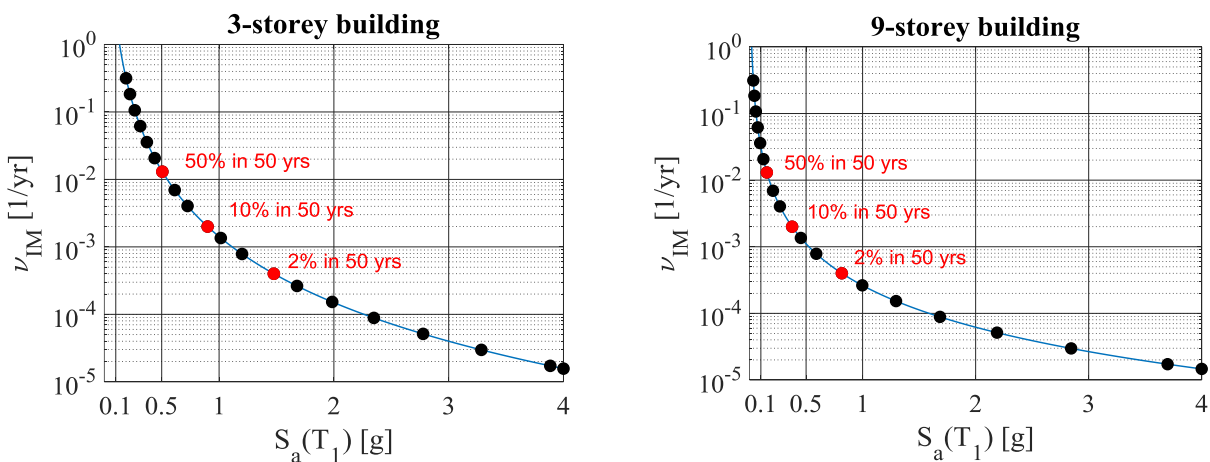 3-storey building
10^0
10^-1
10^-2
10^-3
10^-4
10^-5
ν_IM [1/yr]
50% in 50 yrs
10% in 50 yrs
2% in 50 yrs
0.1 0.5 1 2 3 4
S_a(T_1) [g]
9-storey building
10^0
10^-1
10^-2
10^-3
10^-4
10^-5
ν_IM [1/yr]
50% in 50 yrs
10% in 50 yrs
2% in 50 yrs
0.1 0.5 1 2 3 4
S_a(T_1) [g]